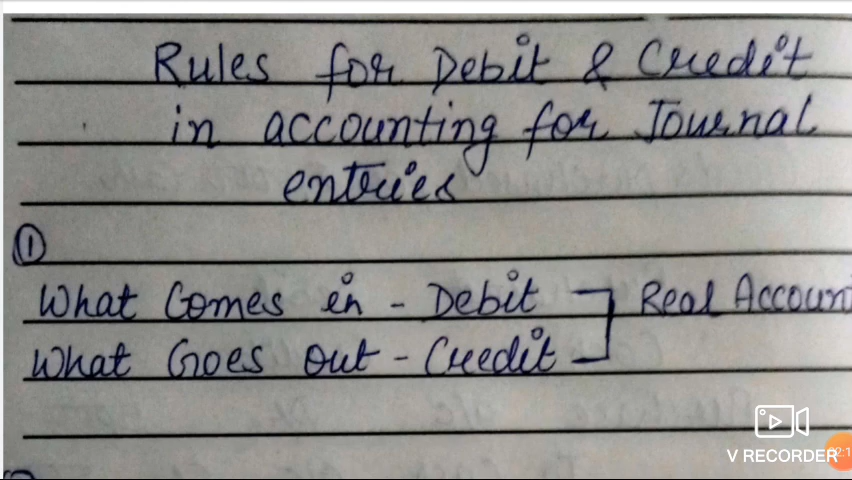 Rules for Debit & Credit
in accounting for Journal
entries
①
What Comes in - Debit
What Goes out - Credit
Real Accoun
V RECORDER